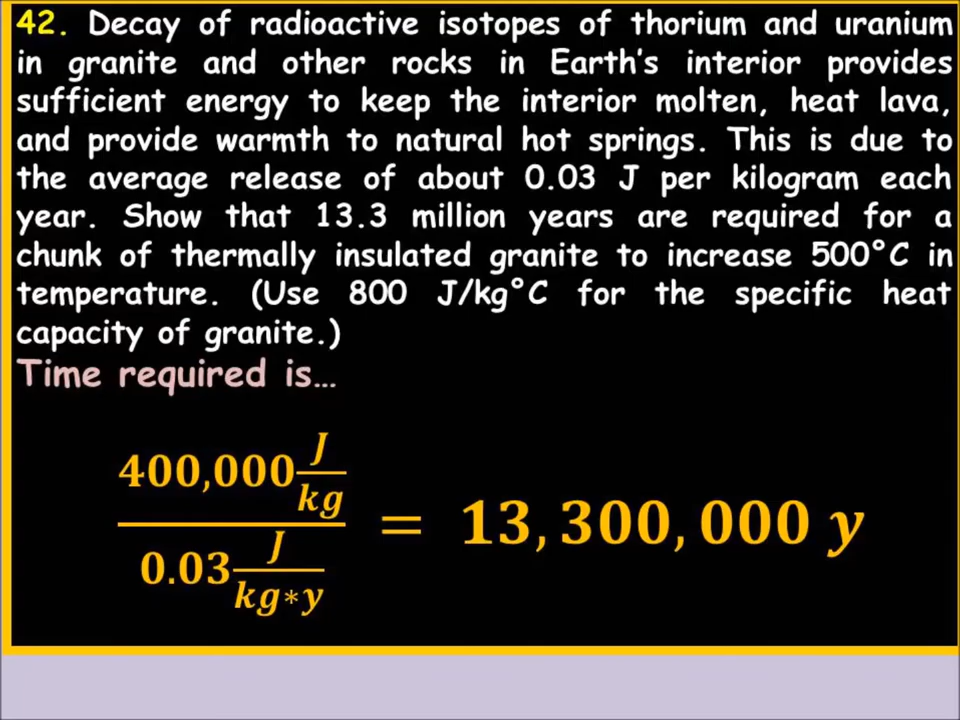 42. Decay of radioactive isotopes of thorium and uranium
in granite and other rocks in Earth's interior provides
sufficient energy to keep the interior molten, heat lava,
and provide warmth to natural hot springs. This is due to
the average release of about 0.03 J per kilogram each
year. Show that 13.3 million years are required for a
chunk of thermally insulated granite to increase 500°C in
temperature. (Use 800 J/kg°C for the specific heat
capacity of granite.)
Time required is…
400,000 J/kg
0.03 J/kg∗y
= 13,300,000 y